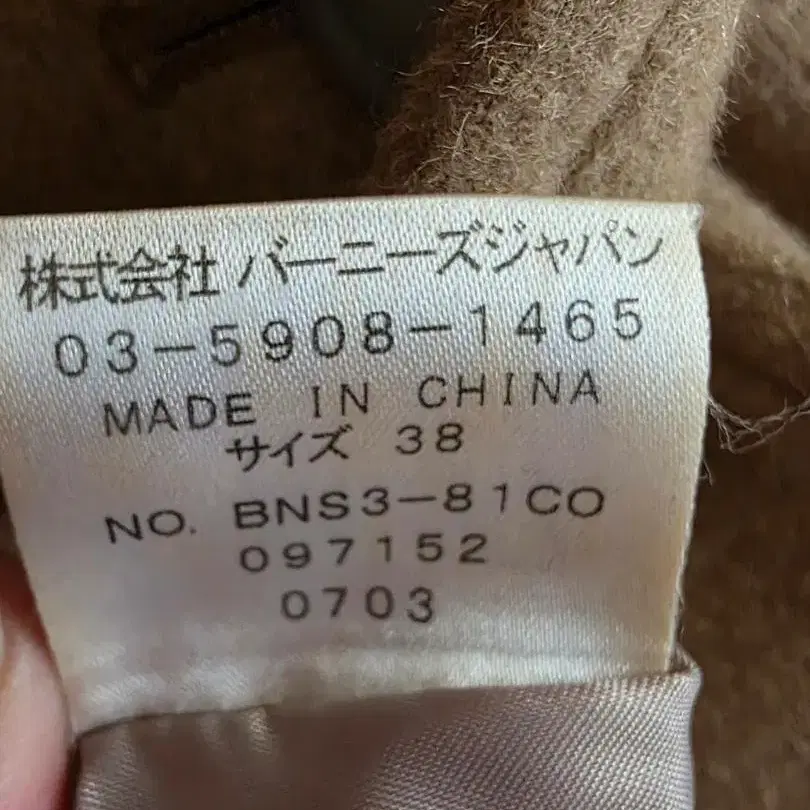 株式会社 バーニーズジャパン
03-5908-1465
MADE IN CHINA
サイズ 38
NO. BNS3-81CO
097152
0703